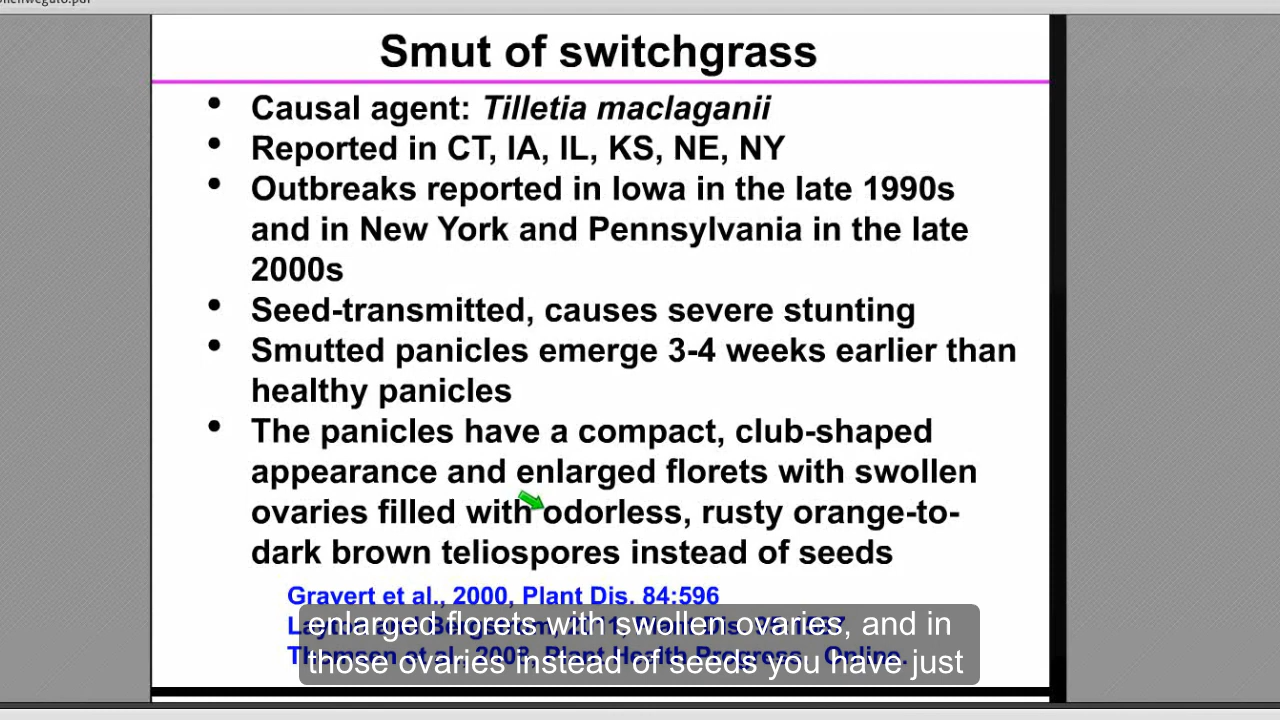 Smut of switchgrass
• Causal agent: Tilletia maclaganii
• Reported in CT, IA, IL, KS, NE, NY
• Outbreaks reported in Iowa in the late 1990s
and in New York and Pennsylvania in the late
2000s
• Seed-transmitted, causes severe stunting
• Smutted panicles emerge 3-4 weeks earlier than
healthy panicles
• The panicles have a compact, club-shaped
appearance and enlarged florets with swollen
ovaries filled with odorless, rusty orange-to-
dark brown teliospores instead of seeds
Gravert et al., 2000, Plant Dis. 84:596
enlarged florets with swollen ovaries, and in
those ovaries instead of seeds you have just